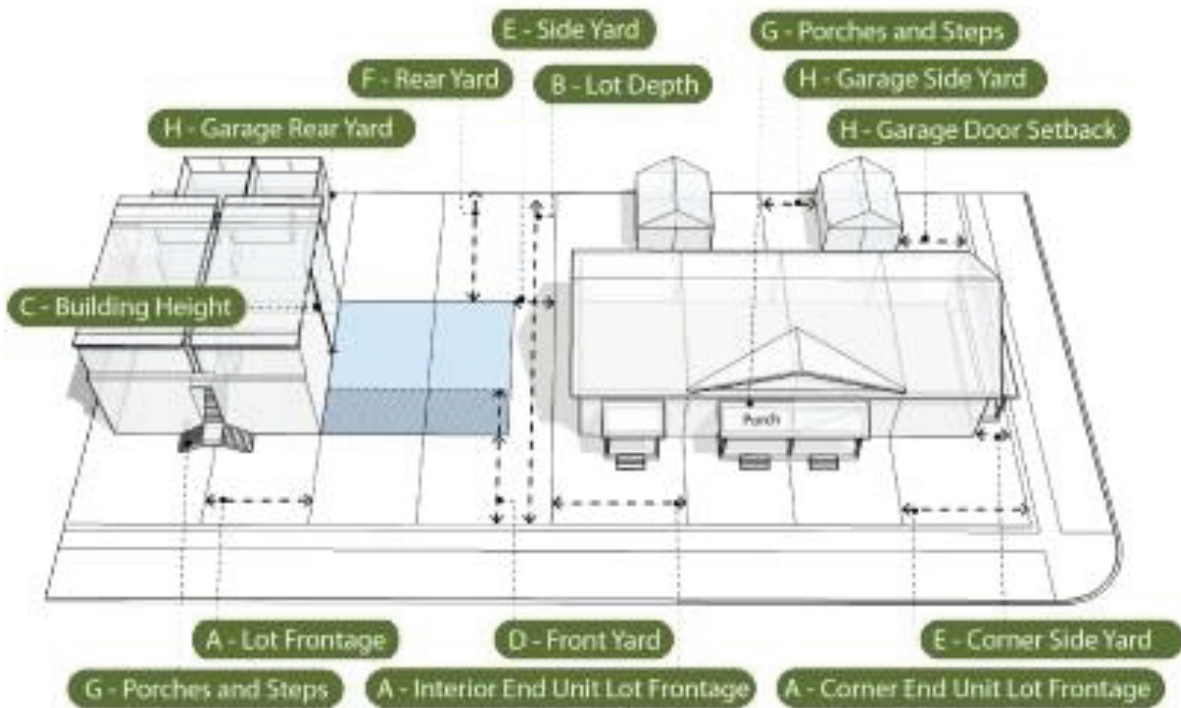 E - Side Yard
G - Porches and Steps
F - Rear Yard
B - Lot Depth
H - Garage Side Yard
H - Garage Rear Yard
H - Garage Door Setback
C - Building Height
Porch
A - Lot Frontage
D - Front Yard
E - Corner Side Yard
G - Porches and Steps
A - Interior End Unit Lot Frontage
A - Corner End Unit Lot Frontage